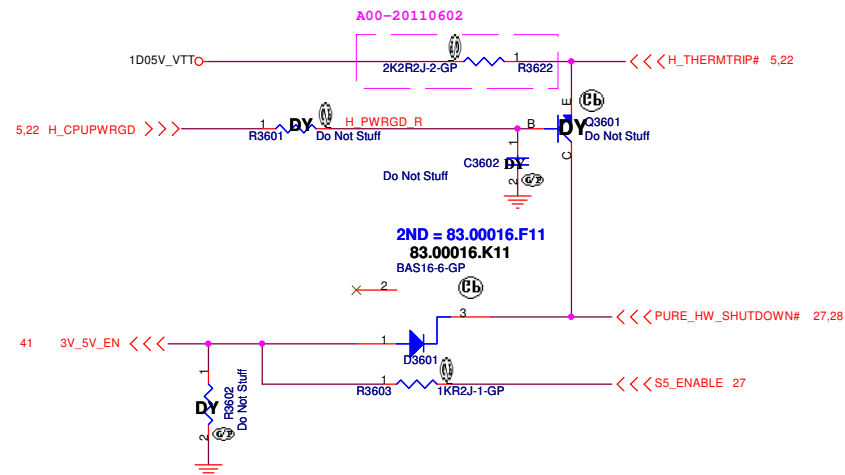 A00-20110602
1D05V_VTT
2K2R2J-2-GP
1
R3622
H_THERMTRIP# 5,22
E
5,22 H_CPUPWRGD
1
R3601
DY
Do Not Stuff
H_PWRGD_R
B
DY
Q3601
Do Not Stuff
C
1
C3602
DY
Do Not Stuff
2
G/P
2ND = 83.00016.F11
83.00016.K11
BAS16-6-GP
2
3
PURE_HW_SHUTDOWN# 27,28
41 3V_5V_EN
1
D3601
1
R3603
1KR2J-1-GP
S5_ENABLE 27
1
DY
R3602
Do Not Stuff
2
G/P